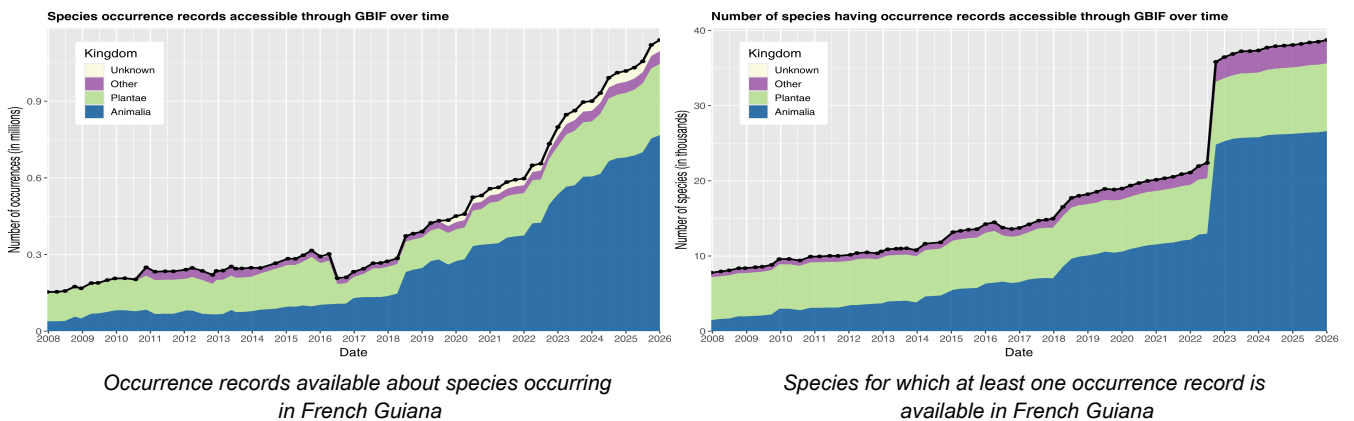 Species occurrence records accessible through GBIF over time
Number of occurrences (in millions)
0.9
0.6
0.3
0
Kingdom
Unknown
Other
Plantae
Animalia
2008 2009 2010 2011 2012 2013 2014 2015 2016 2017 2018 2019 2020 2021 2022 2023 2024 2025 2026
Date
Occurrence records available about species occurring
in French Guiana
Number of species having occurrence records accessible through GBIF over time
Number of species (in thousands)
40
30
20
10
0
Kingdom
Unknown
Other
Plantae
Animalia
2008 2009 2010 2011 2012 2013 2014 2015 2016 2017 2018 2019 2020 2021 2022 2023 2024 2025 2026
Date
Species for which at least one occurrence record is
available in French Guiana